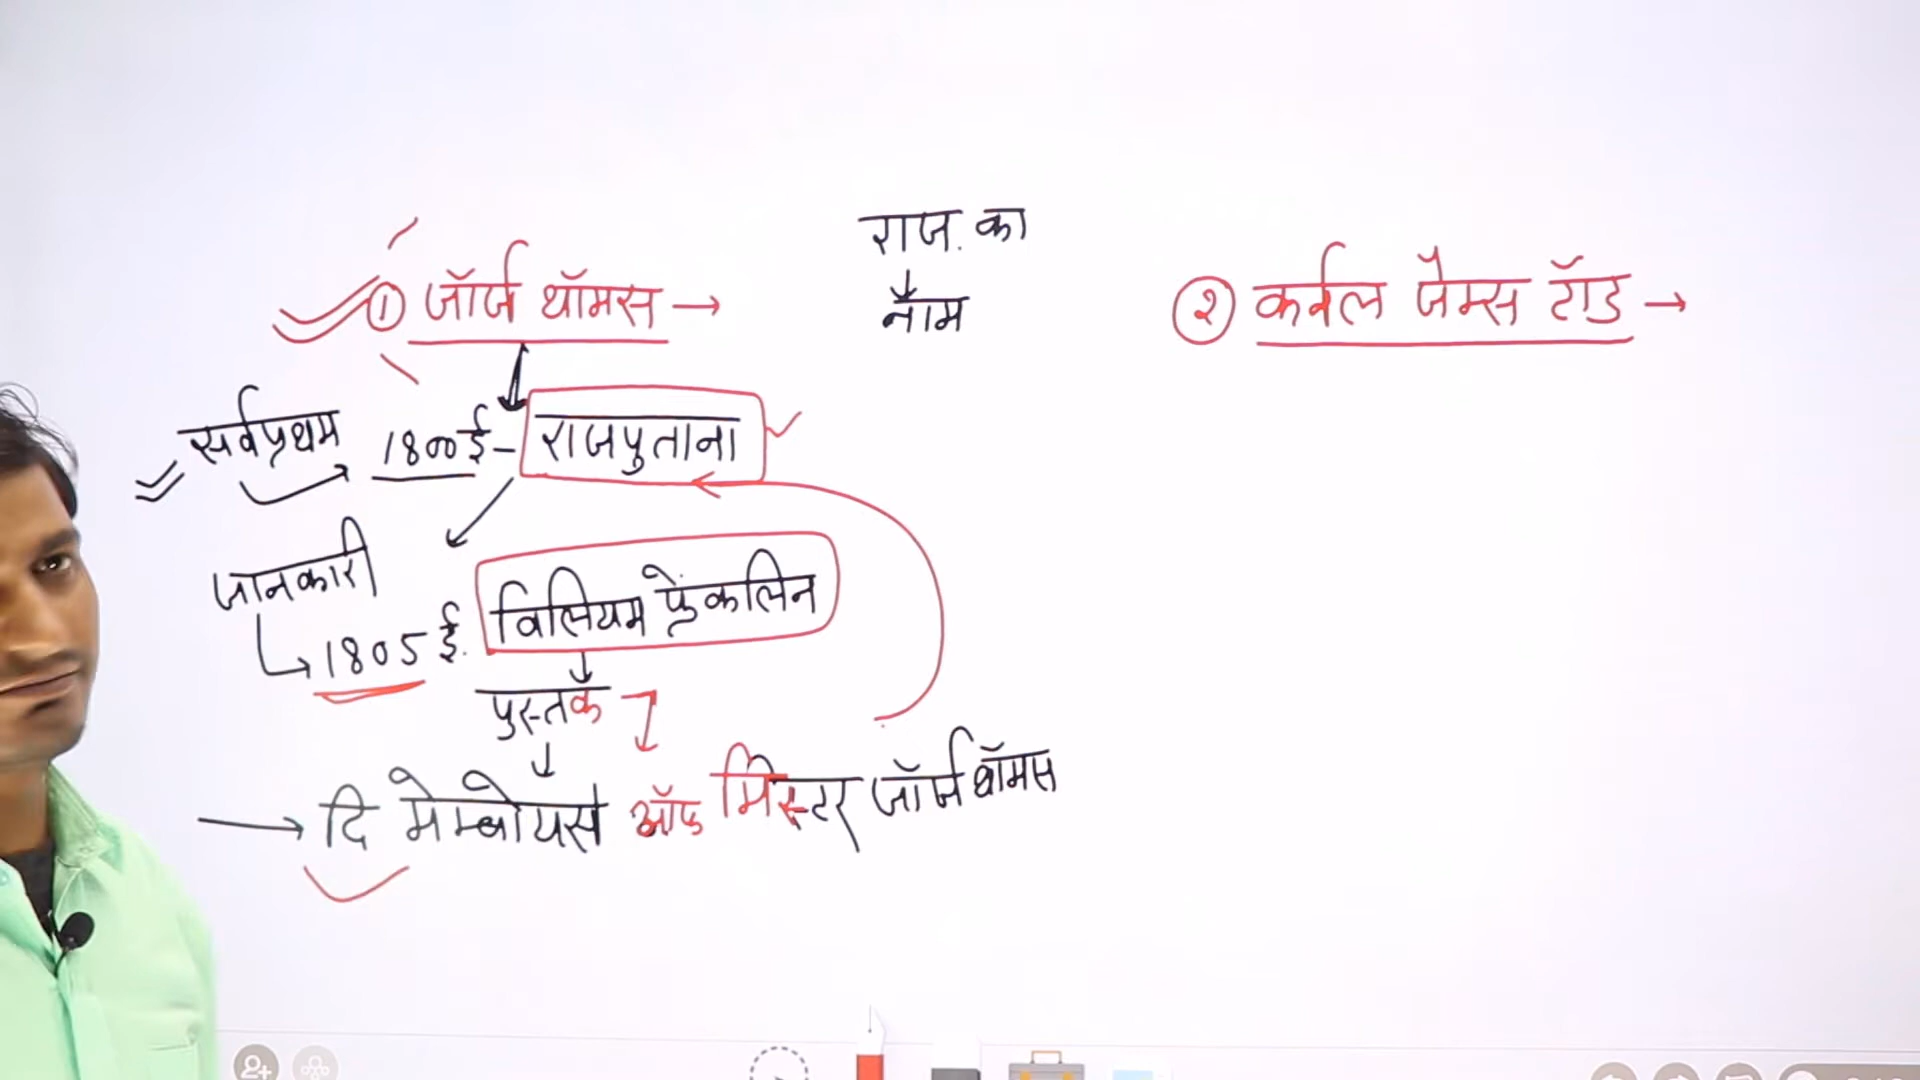 राज. का
नाम
① जॉर्ज थॉमस →
सर्वप्रथम 1800 ई – राजपुताना
जानकारी
1805 ई. विलियम फ्रेंकलिन
पुस्तक
→ दि मेम्वोयर्स ऑफ मिस्टर जॉर्ज थॉमस
② कर्नल जेम्स टॉड →